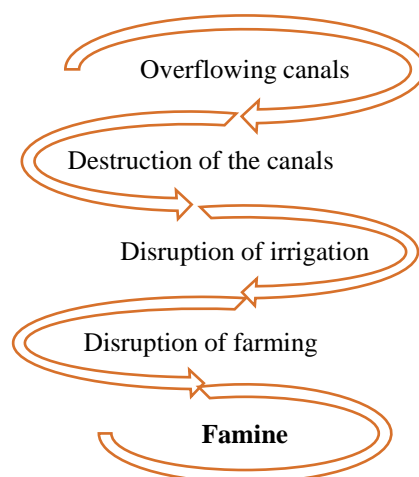 Overflowing canals
Destruction of the canals
Disruption of irrigation
Disruption of farming
Famine